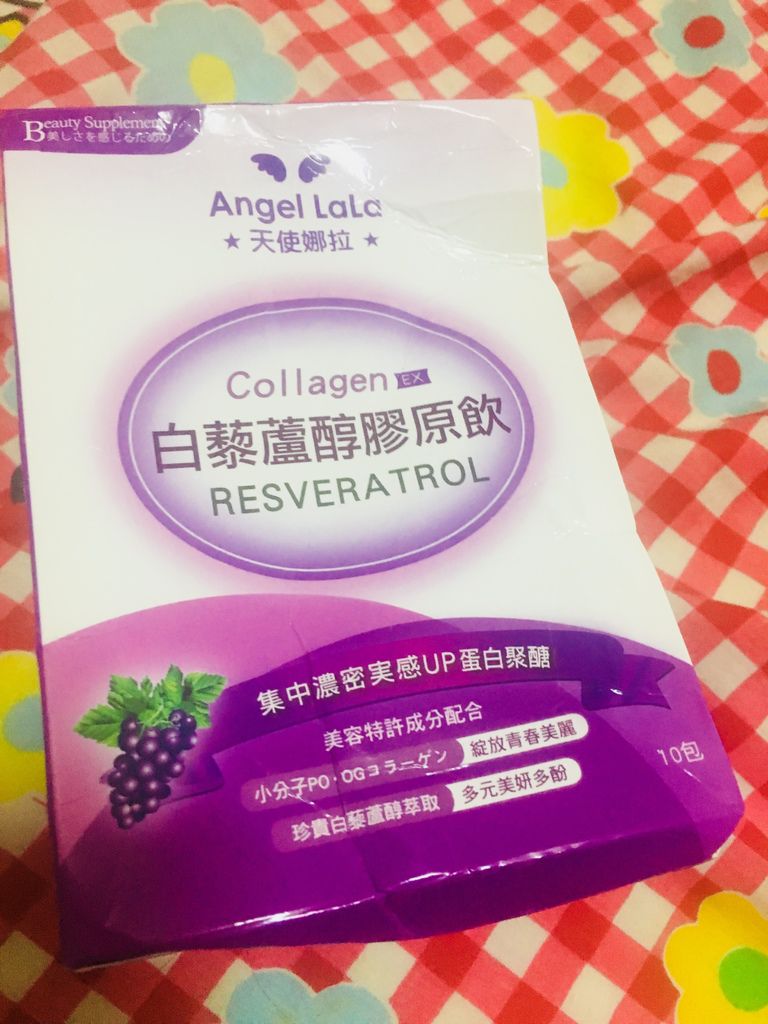 Beauty Supplement
美しさを感じるための
Angel LaLa
★ 天使娜拉 ★
Collagen EX
白藜蘆醇膠原飲
RESVERATROL
集中濃密実感UP蛋白聚醣
美容特許成分配合
小分子PO·OGコラーゲン 綻放青春美麗
珍貴白藜蘆醇萃取 多元美妍多酚
10包